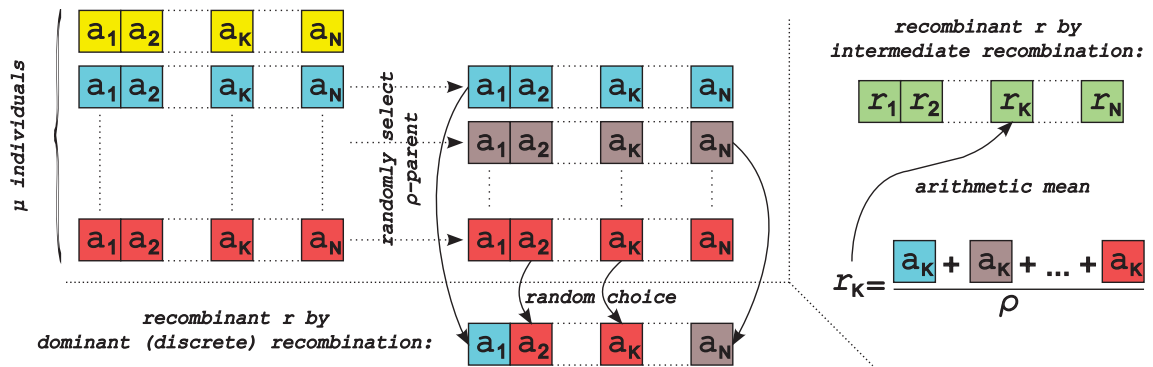 μ individuals
a1 a2 aK aN
a1 a2 aK aN
a1 a2 aK aN
randomly select
ρ-parent
a1 a2 aK aN
a1 a2 aK aN
a1 a2 aK aN
random choice
recombinant r by
dominant (discrete) recombination:
a1 a2 aK aN
recombinant r by
intermediate recombination:
r1 r2 rK rN
arithmetic mean
rK= aK + aK + ... + aK
ρ